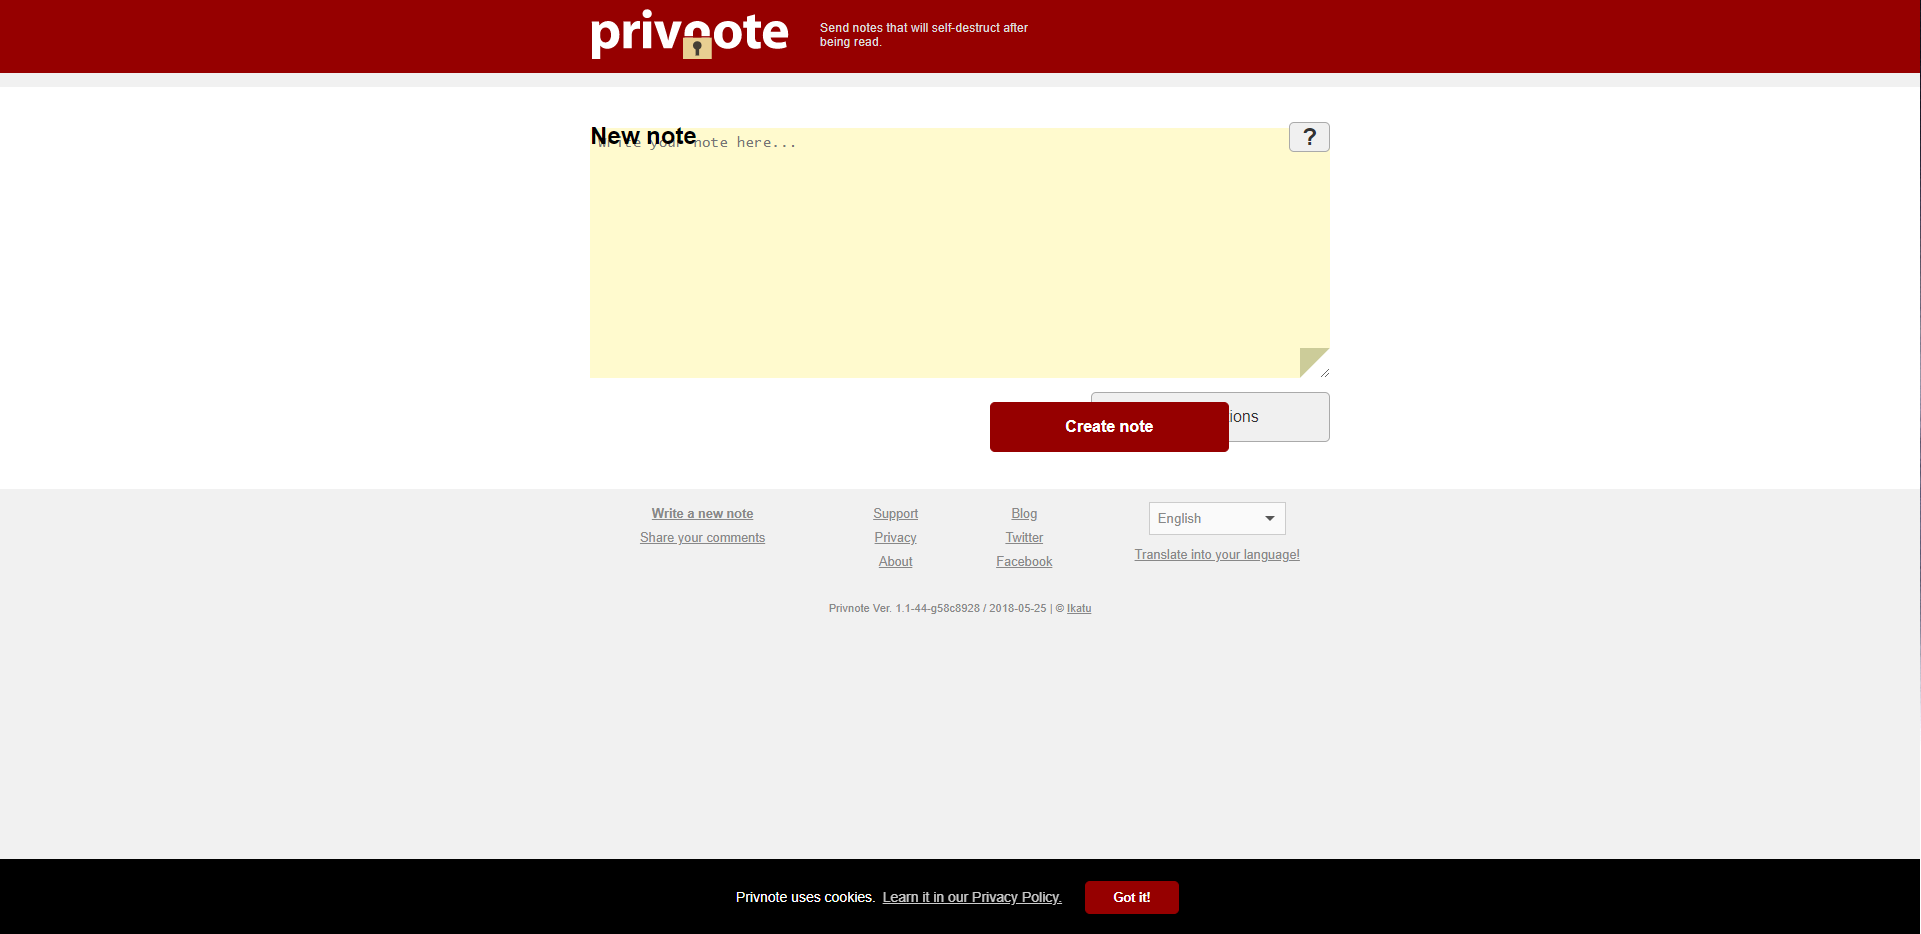 privnote
Send notes that will self-destruct after
being read.
New note
?
Write your note here...
Create note
ions
Write a new note
Share your comments
Support
Privacy
About
Blog
Twitter
Facebook
English
Translate into your language!
Privnote Ver. 1.1-44-g58c8928 / 2018-05-25 | © Ikatu
Privnote uses cookies. Learn it in our Privacy Policy.
Got it!